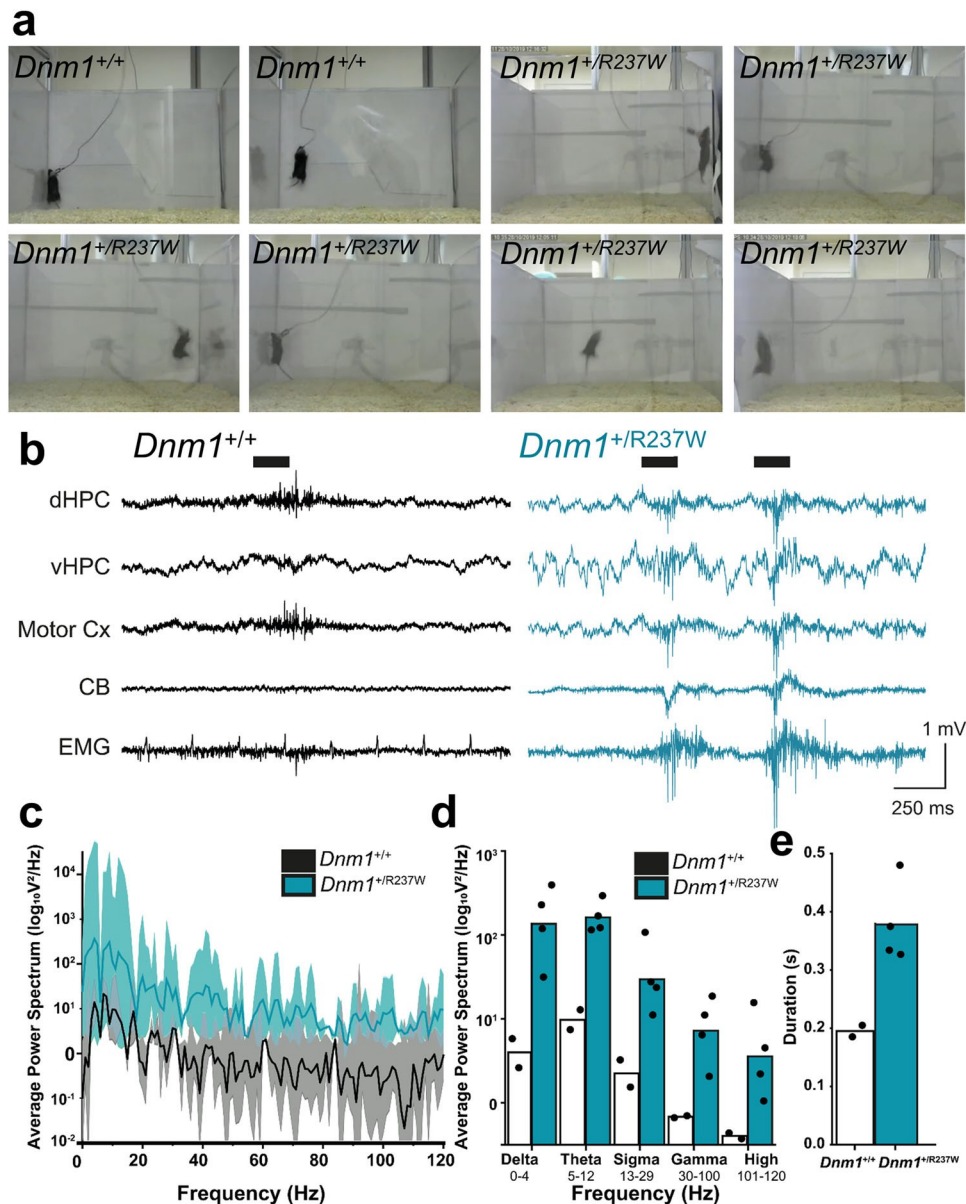 a
Dnm1+/+
Dnm1+/+
Dnm1+/R237W
Dnm1+/R237W
Dnm1+/R237W
Dnm1+/R237W
Dnm1+/R237W
Dnm1+/R237W
b
Dnm1+/+
Dnm1+/R237W
dHPC
vHPC
Motor Cx
CB
EMG
1 mV
250 ms
c
Average Power Spectrum (log₁₀V²/Hz)
10⁴
10³
10²
10¹
0
10⁻¹
10⁻²
0
20
40
60
80
100
120
Frequency (Hz)
Dnm1+/+
Dnm1+/R237W
d
Average Power Spectrum (log₁₀V²/Hz)
10³
10²
10¹
0
Dnm1+/+
Dnm1+/R237W
Delta
Theta
Sigma
Gamma
High
0-4
5-12
13-29
30-100
101-120
Frequency (Hz)
e
Duration (s)
0.5
0.4
0.3
0.2
0.1
0.0
Dnm1+/+
Dnm1+/R237W